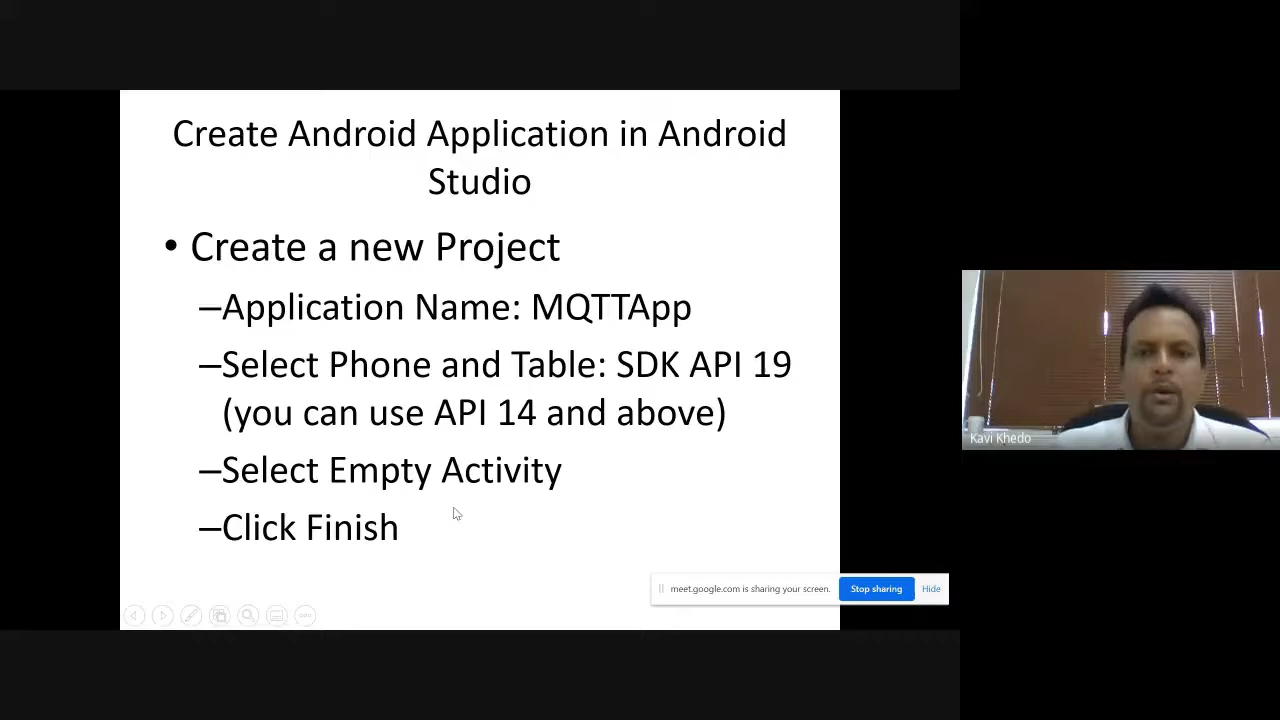 Create Android Application in Android
Studio
• Create a new Project
–Application Name: MQTTApp
–Select Phone and Table: SDK API 19
(you can use API 14 and above)
–Select Empty Activity
–Click Finish
meet.google.com is sharing your screen. Stop sharing Hide
Kavi Khedo